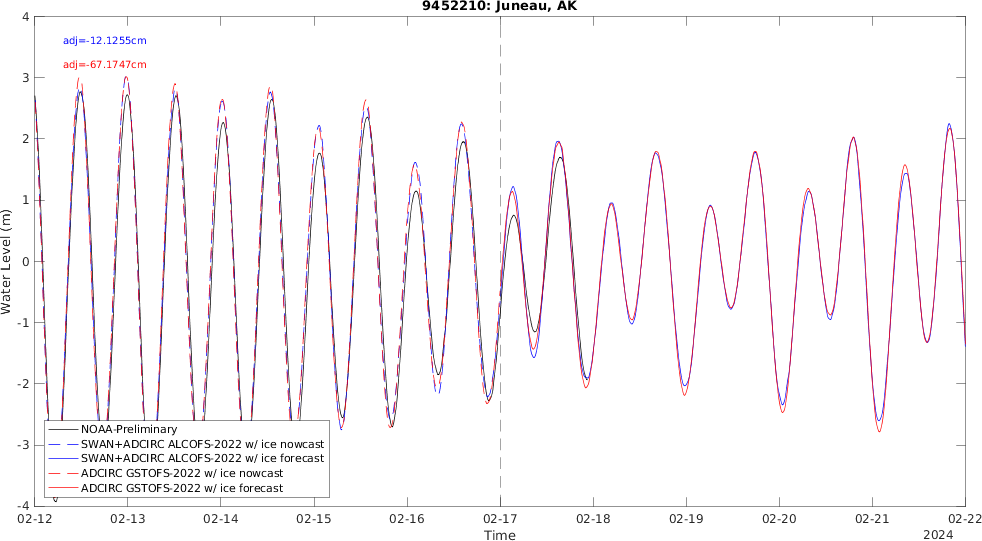 9452210: Juneau, AK
adj=-12.1255cm
adj=-67.1747cm
Water Level (m)
4
3
2
1
0
-1
-2
-3
-4
NOAA-Preliminary
SWAN+ADCIRC ALCOFS-2022 w/ ice nowcast
SWAN+ADCIRC ALCOFS-2022 w/ ice forecast
ADCIRC GSTOFS-2022 w/ ice nowcast
ADCIRC GSTOFS-2022 w/ ice forecast
02-12 02-13 02-14 02-15 02-16 02-17 02-18 02-19 02-20 02-21 02-22
Time
2024